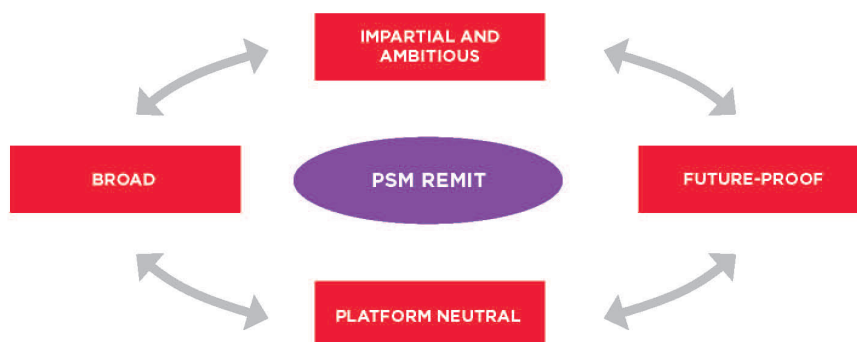 IMPARTIAL AND
AMBITIOUS
BROAD
PSM REMIT
FUTURE-PROOF
PLATFORM NEUTRAL